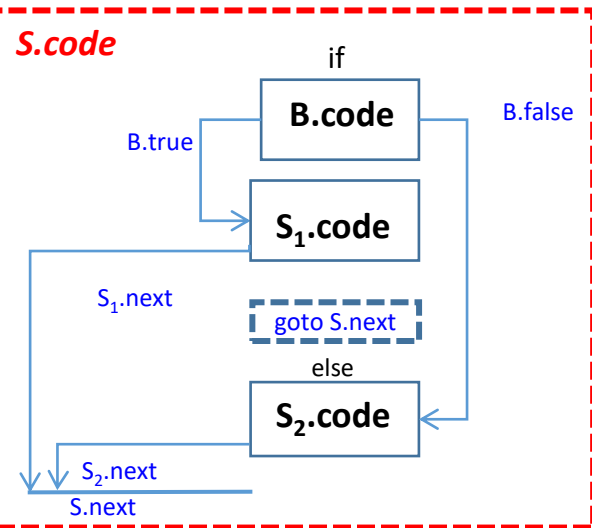 S.code
if
B.code
B.false
B.true
S₁.code
S₁.next
goto S.next
else
S₂.code
S₂.next
S.next